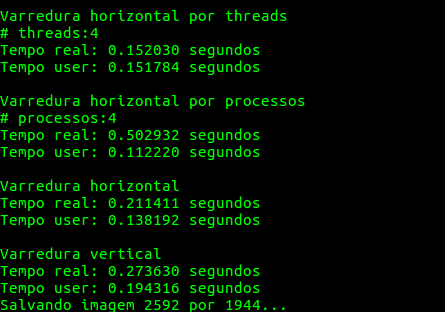 Varredura horizontal por threads
# threads:4
Tempo real: 0.152030 segundos
Tempo user: 0.151784 segundos
Varredura horizontal por processos
# processos:4
Tempo real: 0.502932 segundos
Tempo user: 0.112220 segundos
Varredura horizontal
Tempo real: 0.211411 segundos
Tempo user: 0.138192 segundos
Varredura vertical
Tempo real: 0.273630 segundos
Tempo user: 0.194316 segundos
Salvando imagem 2592 por 1944...